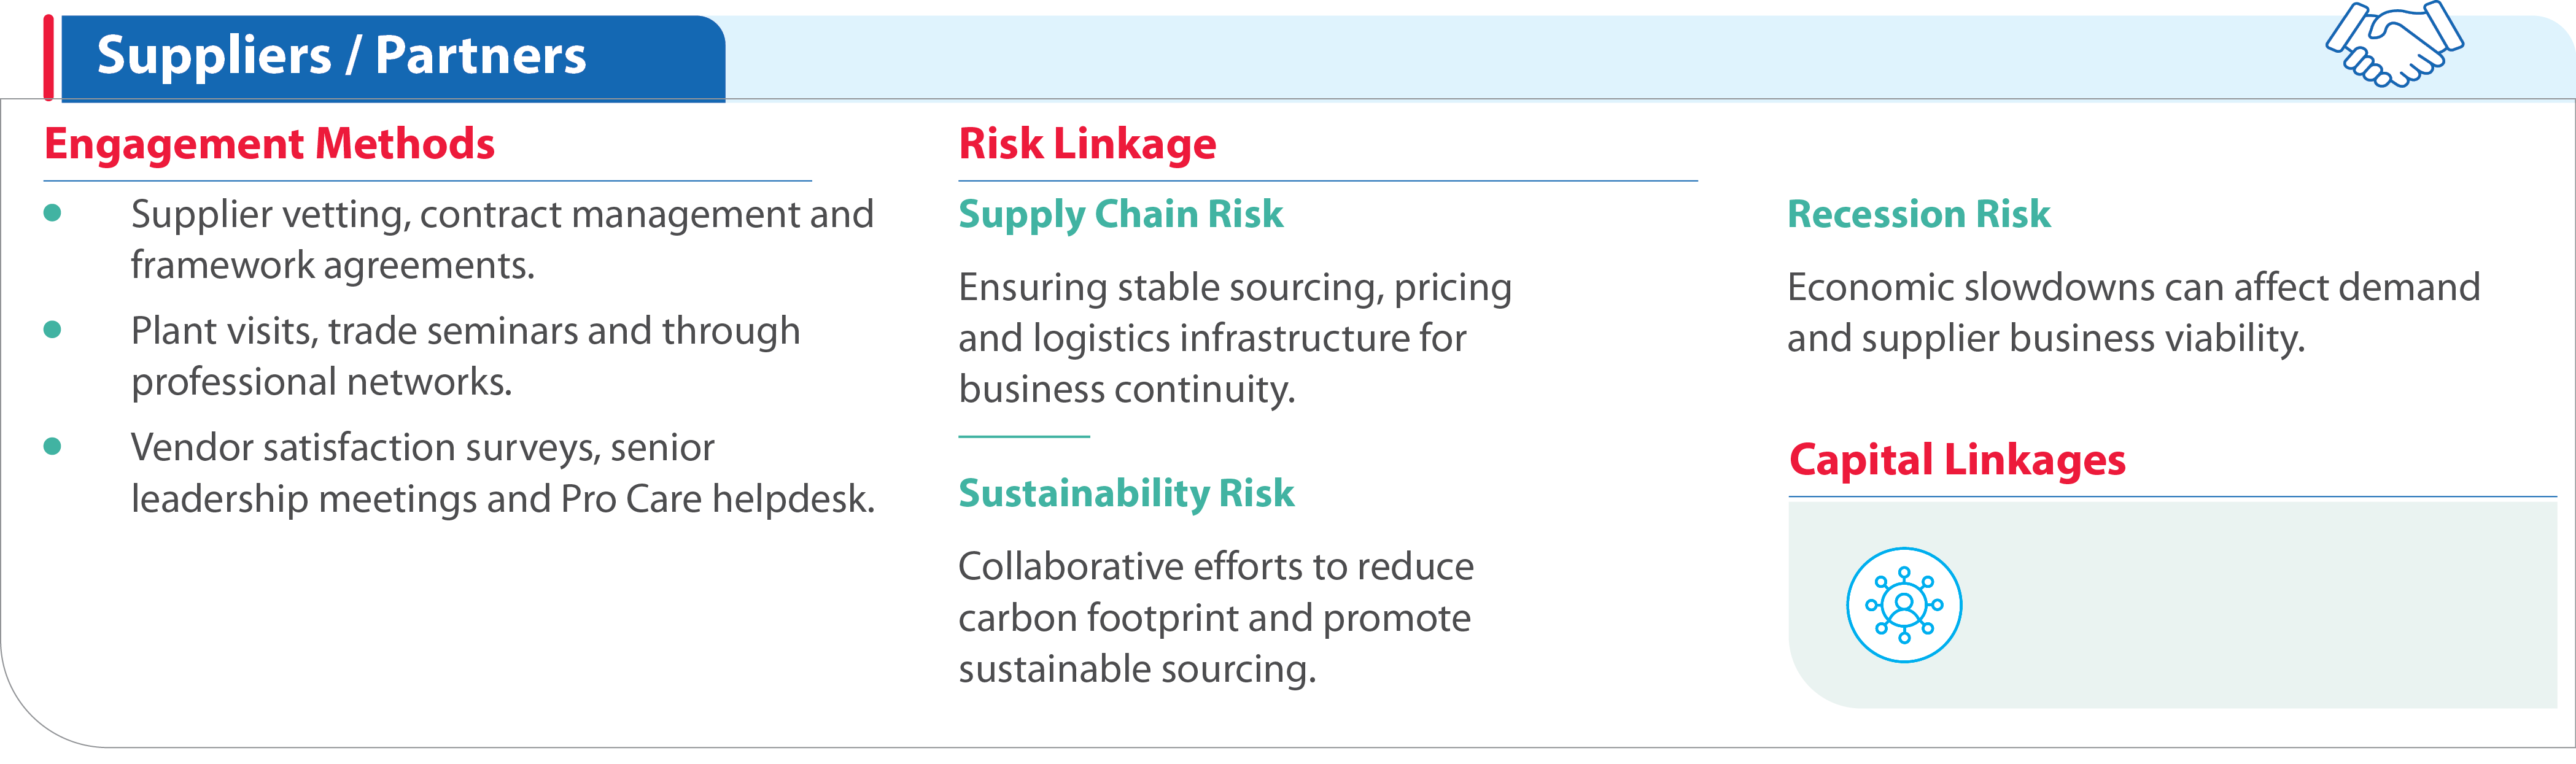 Suppliers / Partners
Engagement Methods
Supplier vetting, contract management and
framework agreements.
Plant visits, trade seminars and through
professional networks.
Vendor satisfaction surveys, senior
leadership meetings and Pro Care helpdesk.
Risk Linkage
Supply Chain Risk
Ensuring stable sourcing, pricing
and logistics infrastructure for
business continuity.
Sustainability Risk
Collaborative efforts to reduce
carbon footprint and promote
sustainable sourcing.
Recession Risk
Economic slowdowns can affect demand
and supplier business viability.
Capital Linkages